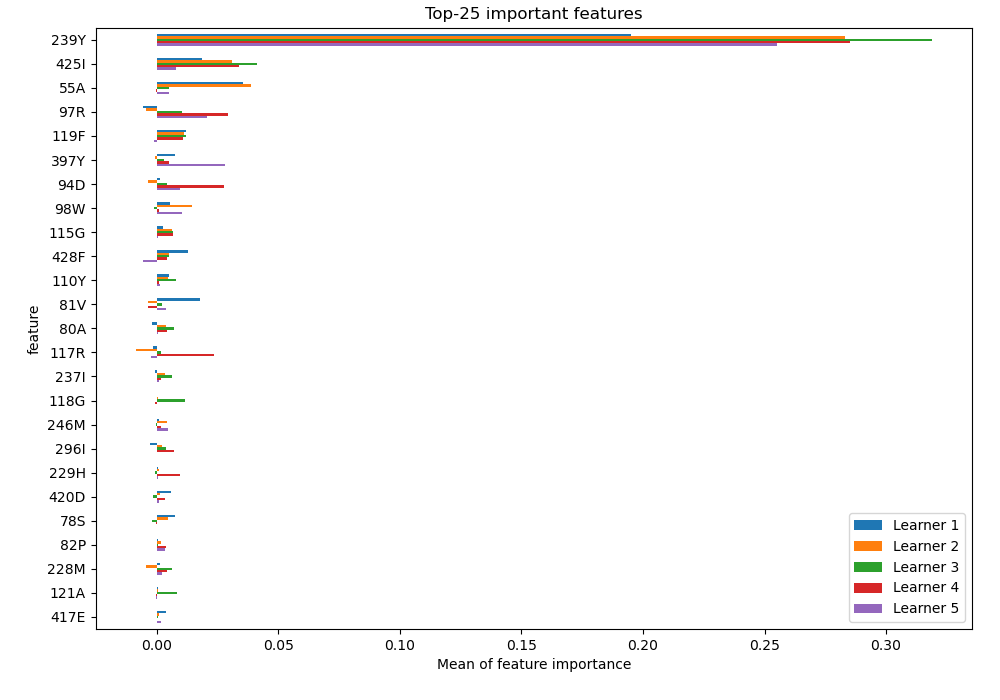 Top-25 important features
239Y
425I
55A
97R
119F
397Y
94D
98W
115G
428F
110Y
81V
80A
117R
237I
118G
246M
296I
229H
420D
78S
82P
228M
121A
417E
feature
0.00 0.05 0.10 0.15 0.20 0.25 0.30
Mean of feature importance
Learner 1
Learner 2
Learner 3
Learner 4
Learner 5